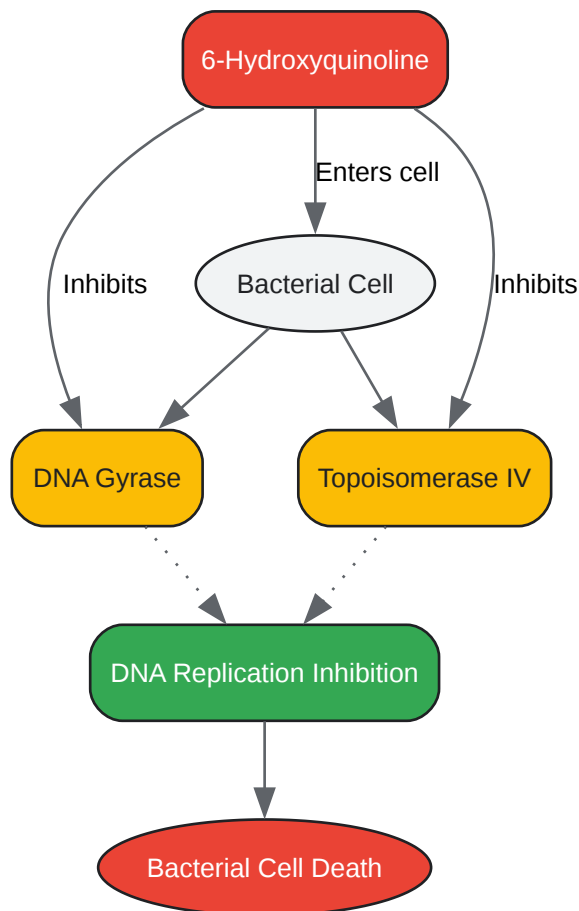 6-Hydroxyquinoline
Enters cell
Inhibits
Bacterial Cell
Inhibits
DNA Gyrase
Topoisomerase IV
DNA Replication Inhibition
Bacterial Cell Death